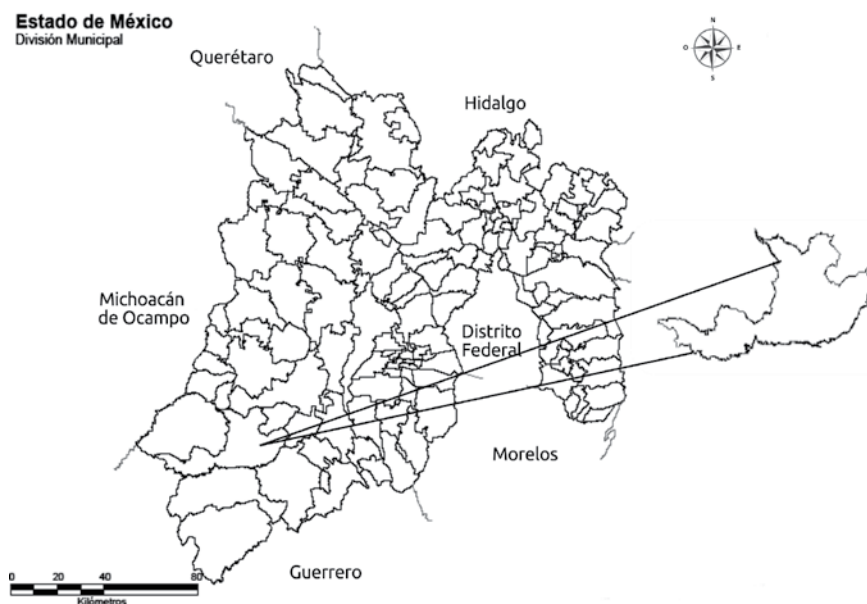 Estado de México
División Municipal
N
O
E
S
Querétaro
Hidalgo
Michoacán
de Ocampo
Distrito
Federal
Morelos
Guerrero
0 20 40 80
Kilómetros